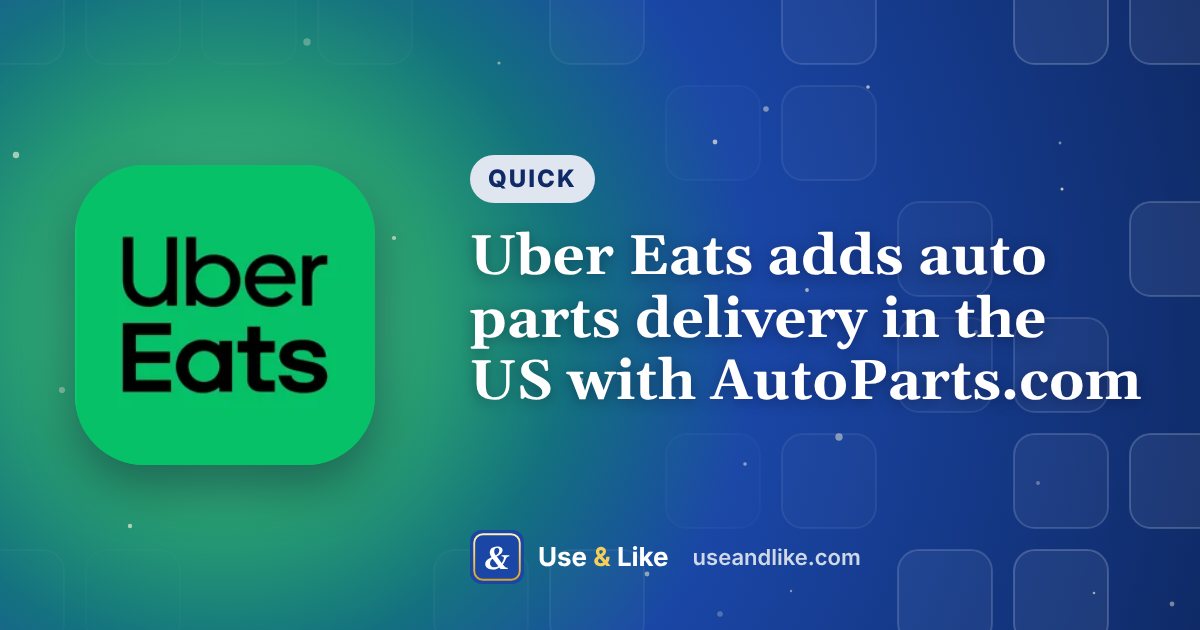 Uber
Eats
QUICK
Uber Eats adds auto
parts delivery in the
US with AutoParts.com
& Use & Like useandlike.com